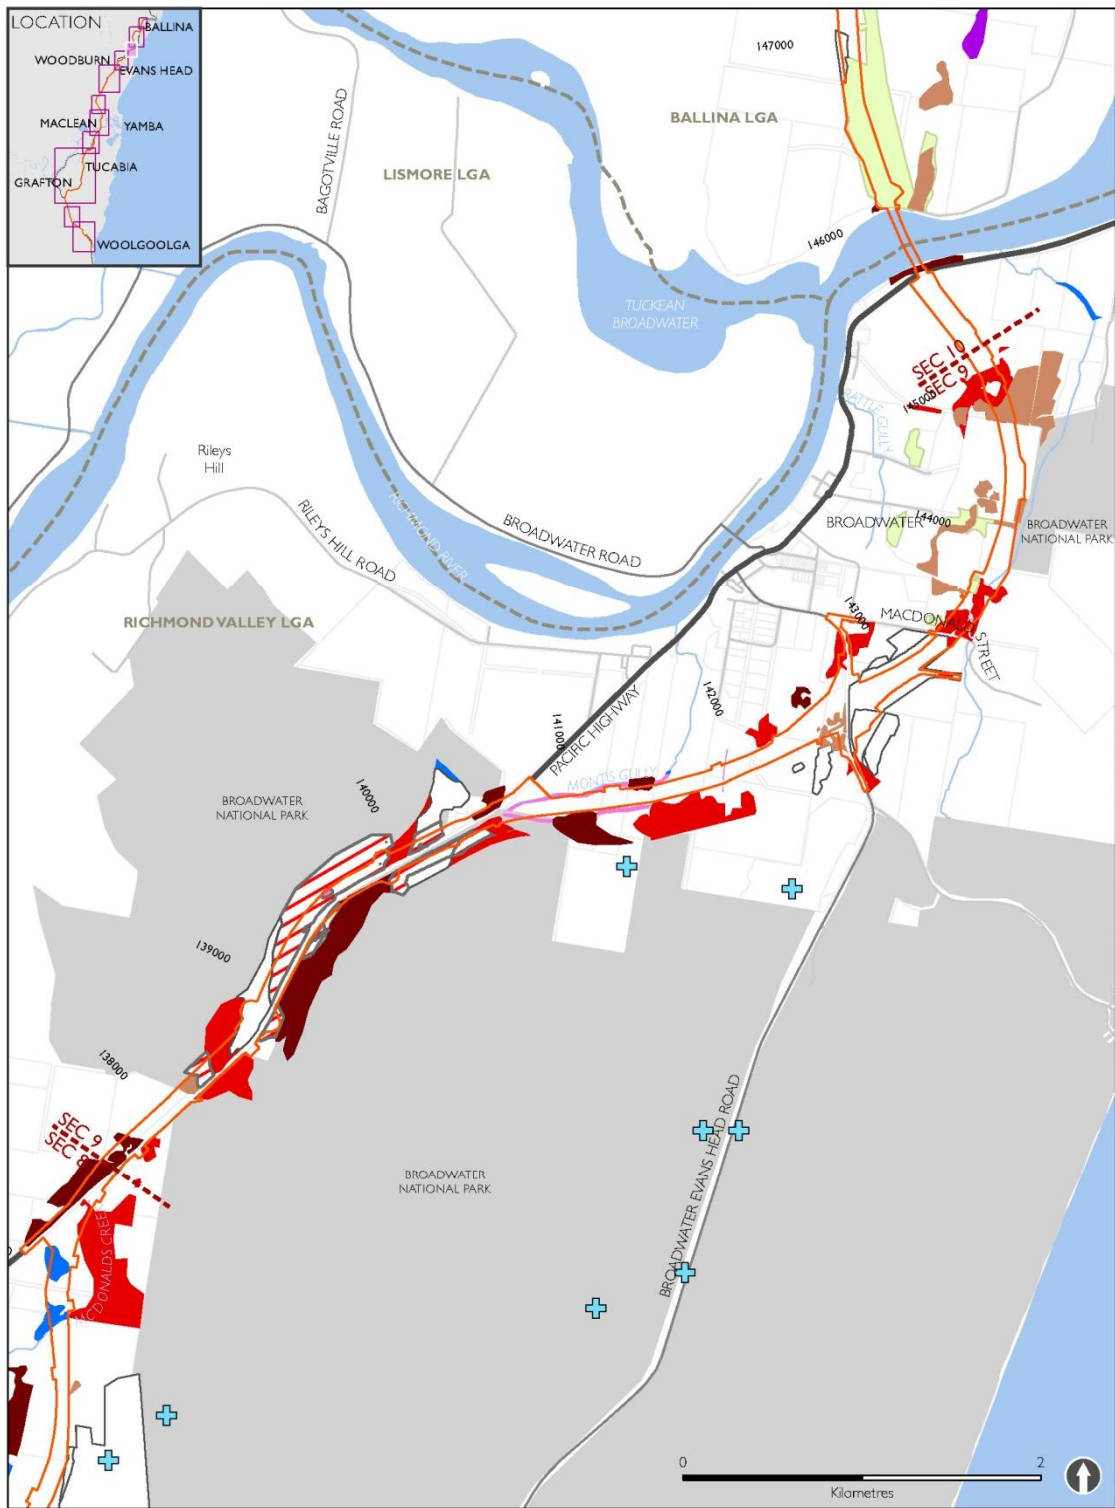 LOCATION
BALLINA
WOODBURN
EVANS HEAD
MACLEAN
YAMBA
TUCABIA
GRAFTON
WOOLGOOLGA
147000
BAGOTVILLE ROAD
BALLINA LGA
LISMORE LGA
146000
TUCKEAN
BROADWATER
SEC 10
SEC 9
145000
RATTLE GULLY
Rileys
Hill
RILEYS HILL ROAD
RICHMOND RIVER
BROADWATER ROAD
BROADWATER
144000
BROADWATER
NATIONAL PARK
RICHMOND VALLEY LGA
143000
MACDONALD STREET
142000
141000
PACIFIC HIGHWAY
MONTIS GULLY
140000
BROADWATER
NATIONAL PARK
139000
138000
SEC 9
SEC 8
BROADWATER
NATIONAL PARK
BROADWATER EVANS HEAD ROAD
MCDONALDS CREEK
0
2
Kilometres